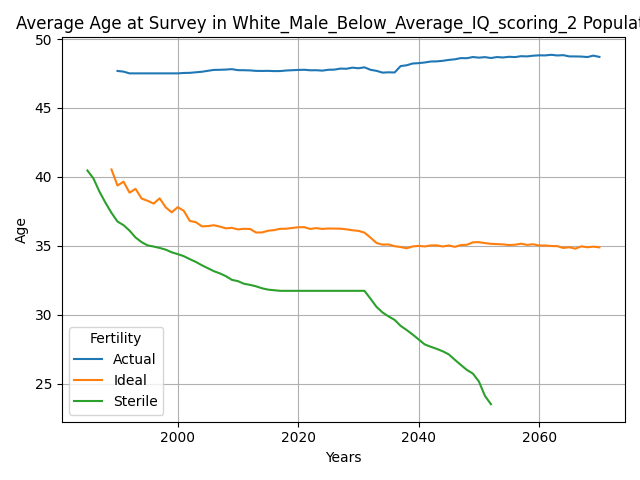 Average Age at Survey in White_Male_Below_Average_IQ_scoring_2 Populat
50
45
40
35
30
25
Age
Fertility
Actual
Ideal
Sterile
2000
2020
2040
2060
Years